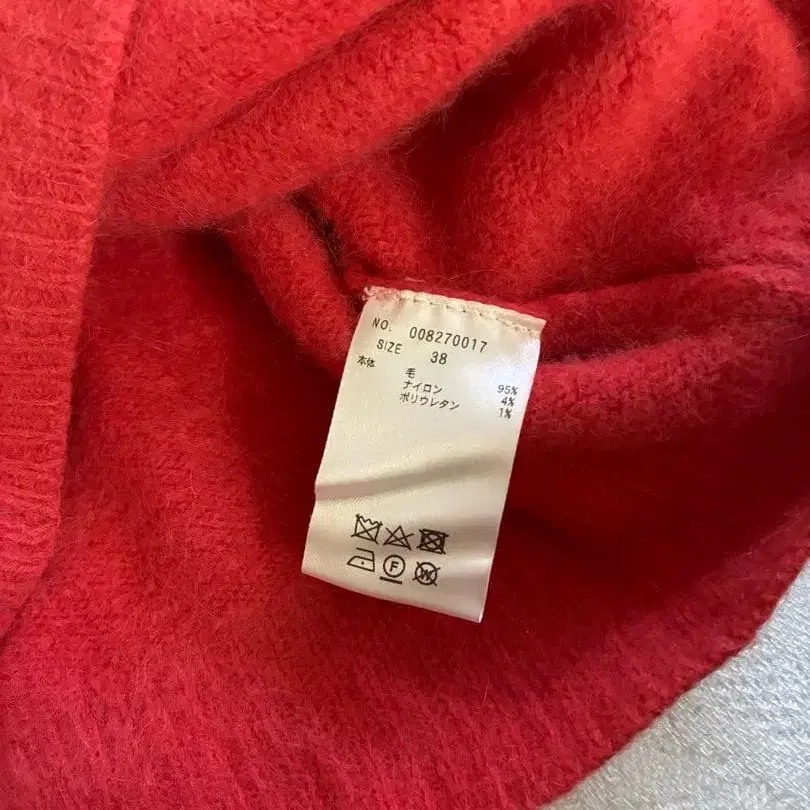 NO. 008270017
SIZE 38
本体
毛 95%
ナイロン 4%
ポリウレタン 1%
F W